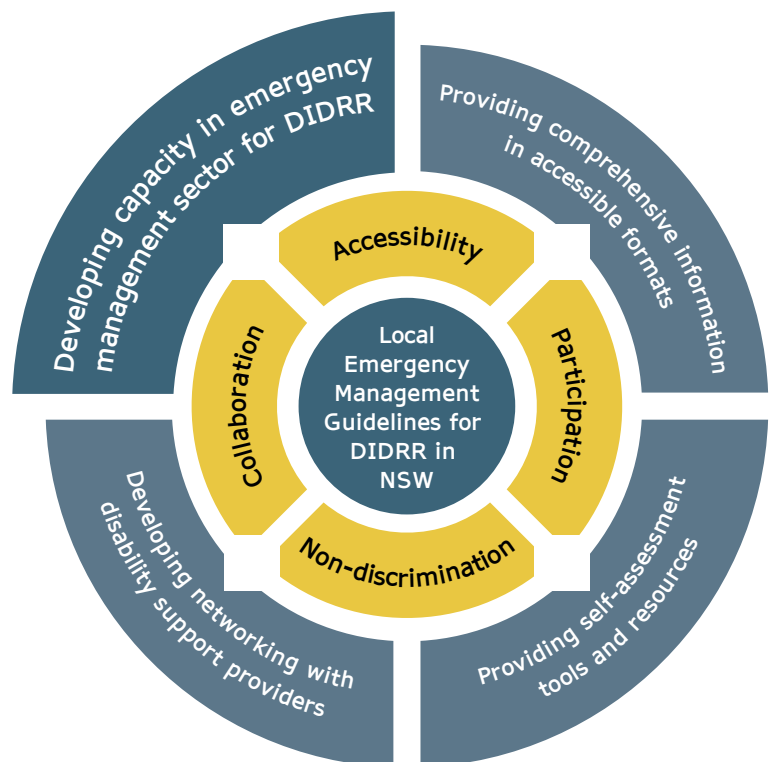 Developing capacity in emergency
management sector for DIDRR
Providing comprehensive information
in accessible formats
Accessibility
Collaboration
Local
Emergency
Management
Guidelines for
DIDRR in
NSW
Participation
Non-discrimination
Developing networking with
disability support providers
Providing self-assessment
tools and resources